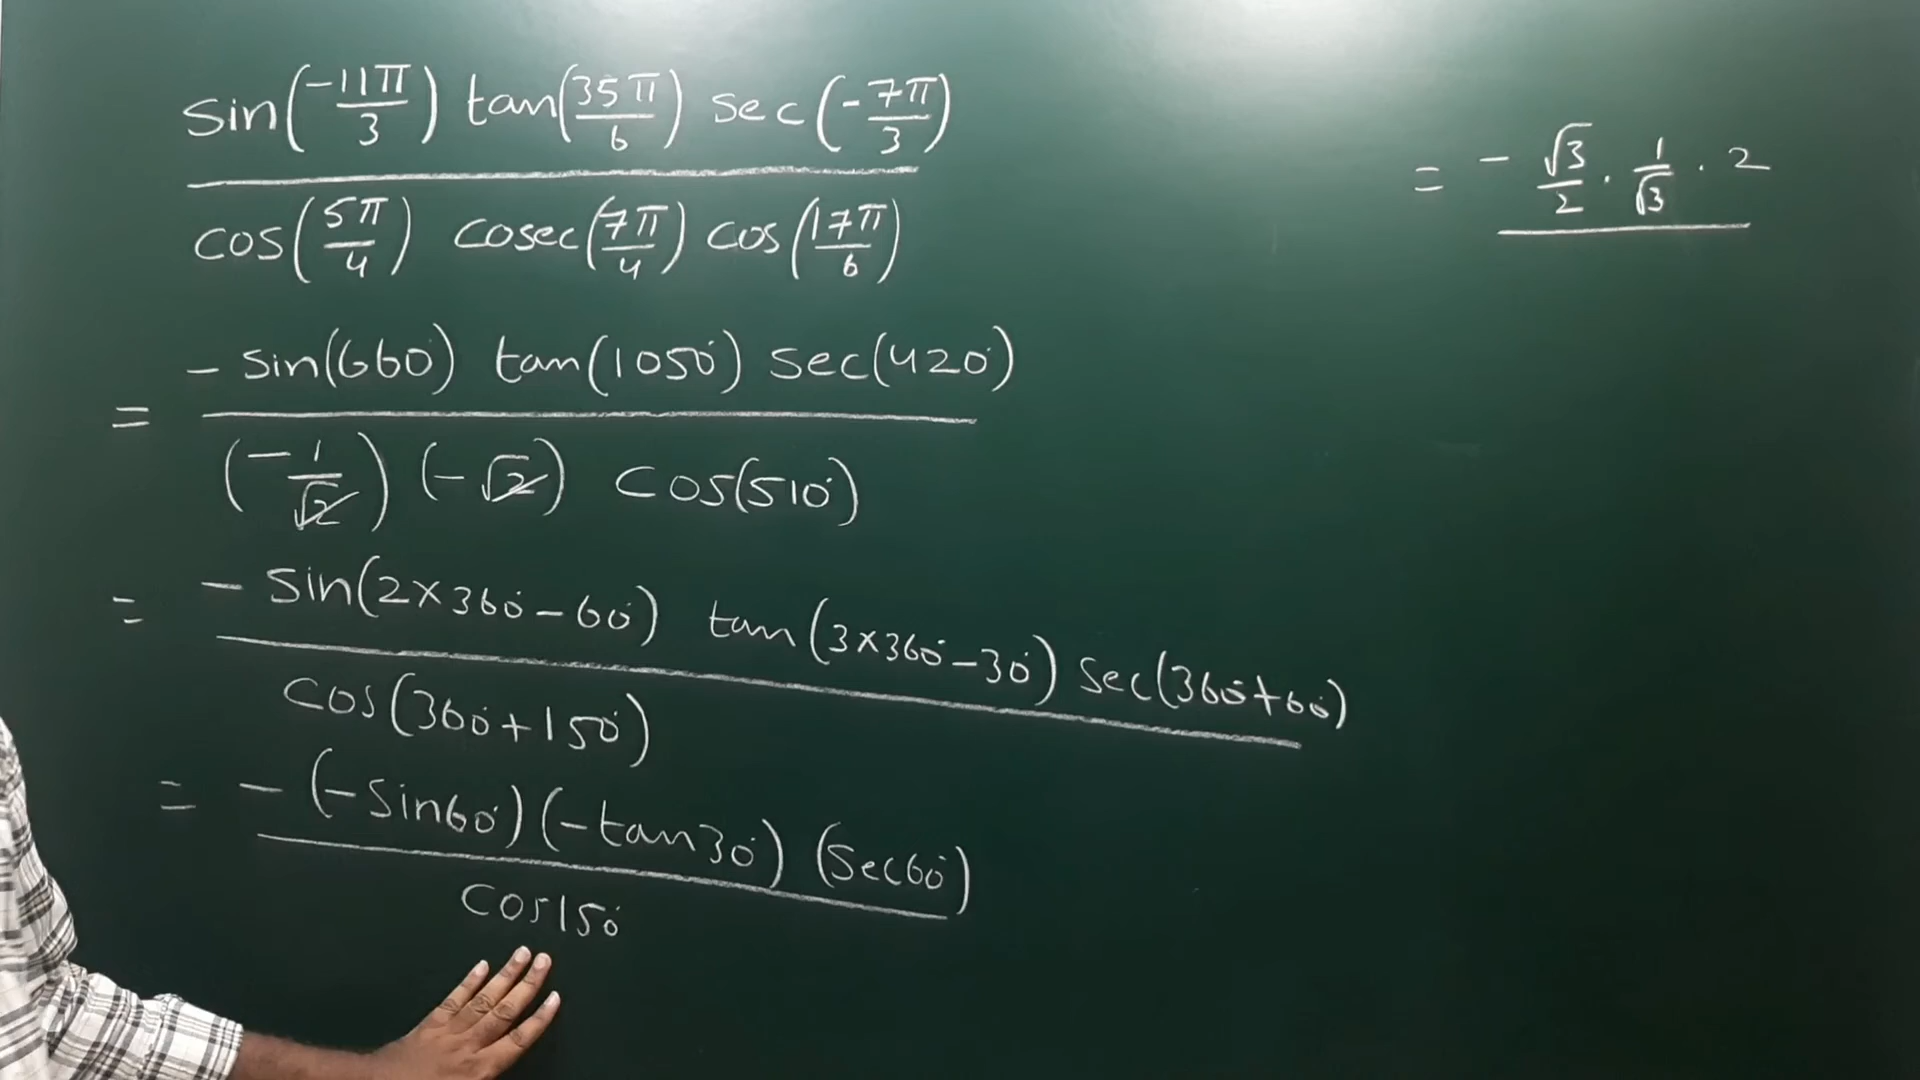 sin(-11π/3) tan(35π/6) sec(-7π/3)
cos(5π/4) cosec(7π/4) cos(17π/6)
- sin(660°) tan(1050°) sec(420°)
=
(-1/√2) (-√2) cos(510°)
= - sin(2×360°-60°) tan(3×360°-30°) sec(360°+60°)
cos(360°+150°)
= - (-sin60°) (-tan30°) (sec60°)
cos150°
= - √3/2 · 1/√3 · 2